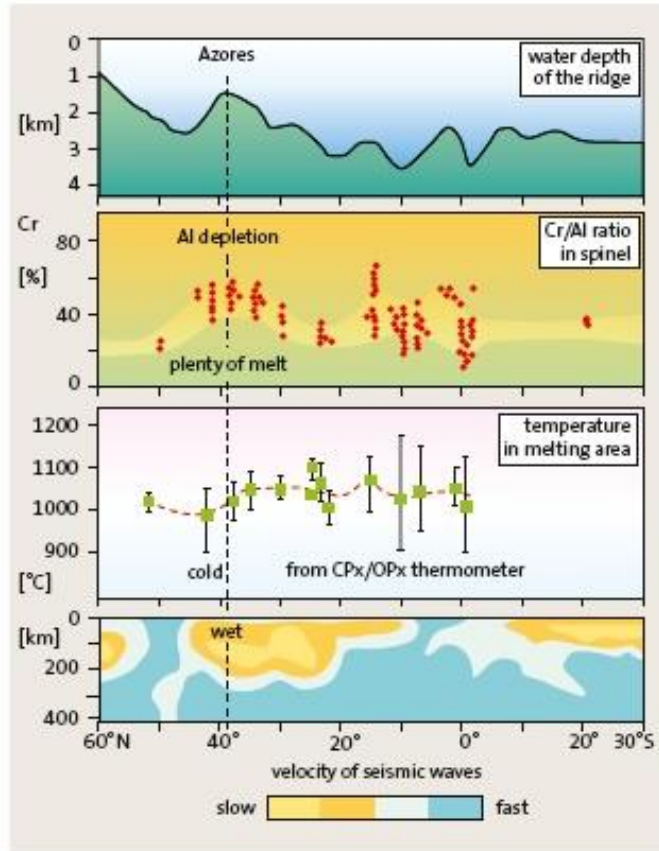 0
1
2
3
4
[km]
Azores
water depth
of the ridge
Cr
[%]
80
40
0
Al depletion
plenty of melt
Cr/Al ratio
in spinel
1200
1100
1000
900
[°C]
temperature
in melting area
cold
from CPx/OPx thermometer
[km]
0
200
400
wet
60°N 40° 20° 0° 20° 30°S
velocity of seismic waves
slow fast